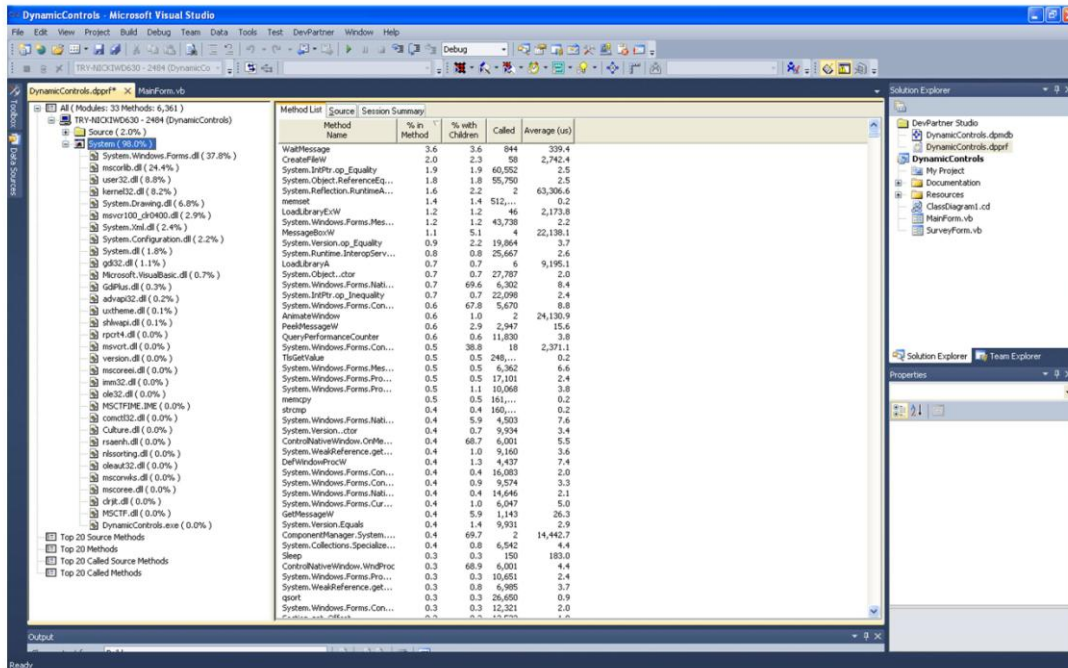 DynamicControls - Microsoft Visual Studio
File Edit View Project Build Debug Team Data Tools Test DevPartner Window Help
Debug
TRY-NICKIWD630 - 2484 (DynamicCo
Toolbox
Data Sources
DynamicControls.dpprf* MainForm.vb
All ( Modules: 33 Methods: 6,361 )
TRY-NICKIWD630 - 2484 (DynamicControls)
Source ( 2.0% )
System ( 98.0% )
System.Windows.Forms.dll ( 37.8% )
mscorlib.dll ( 24.4% )
user32.dll ( 8.8% )
kernel32.dll ( 8.2% )
System.Drawing.dll ( 6.8% )
msvcr100_clr0400.dll ( 2.9% )
System.Xml.dll ( 2.4% )
System.Configuration.dll ( 2.2% )
System.dll ( 1.8% )
gdi32.dll ( 1.1% )
Microsoft.VisualBasic.dll ( 0.7% )
GdiPlus.dll ( 0.3% )
advapi32.dll ( 0.2% )
uxtheme.dll ( 0.1% )
shlwapi.dll ( 0.1% )
rpcrt4.dll ( 0.0% )
msvcrt.dll ( 0.0% )
version.dll ( 0.0% )
mscoreei.dll ( 0.0% )
imm32.dll ( 0.0% )
ole32.dll ( 0.0% )
MSCTFIME.IME ( 0.0% )
comctl32.dll ( 0.0% )
Culture.dll ( 0.0% )
rsaenh.dll ( 0.0% )
nlssorting.dll ( 0.0% )
oleaut32.dll ( 0.0% )
mscorwks.dll ( 0.0% )
mscoree.dll ( 0.0% )
clrjit.dll ( 0.0% )
MSCTF.dll ( 0.0% )
DynamicControls.exe ( 0.0% )
Top 20 Source Methods
Top 20 Methods
Top 20 Called Source Methods
Top 20 Called Methods
Method List Source Session Summary
Method Name % in Method % with Children Called Average (us)
WaitMessage 3.6 3.6 844 339.4
CreateFileW 2.0 2.3 58 2,742.4
System.IntPtr.op_Equality 1.9 1.9 60,552 2.5
System.Object.ReferenceEq... 1.8 1.8 55,750 2.5
System.Reflection.RuntimeA... 1.6 2.2 2 63,306.6
memset 1.4 1.4 512,... 0.2
LoadLibraryExW 1.2 1.2 46 2,173.8
System.Windows.Forms.Mes... 1.2 1.2 43,738 2.2
MessageBoxW 1.1 5.1 4 22,138.1
System.Version.op_Equality 0.9 2.2 19,864 3.7
System.Runtime.InteropServ... 0.8 0.8 25,667 2.6
LoadLibraryA 0.7 0.7 6 9,195.1
System.Object..ctor 0.7 0.7 27,787 2.0
System.Windows.Forms.Nati... 0.7 69.6 6,302 8.4
System.IntPtr.op_Inequality 0.7 0.7 22,098 2.4
System.Windows.Forms.Con... 0.6 67.8 5,670 8.8
AnimateWindow 0.6 1.0 2 24,130.9
PeekMessageW 0.6 2.9 2,947 15.6
QueryPerformanceCounter 0.6 0.6 11,830 3.8
System.Windows.Forms.Con... 0.5 38.8 18 2,371.1
TlsGetValue 0.5 0.5 248,... 0.2
System.Windows.Forms.Mes... 0.5 0.5 6,362 6.6
System.Windows.Forms.Pro... 0.5 0.5 17,101 2.4
System.Windows.Forms.Pro... 0.5 1.1 10,068 3.8
memcpy 0.5 0.5 161,... 0.2
strcmp 0.4 0.4 160,... 0.2
System.Windows.Forms.Nati... 0.4 5.9 4,503 7.6
System.Version..ctor 0.4 0.7 9,934 3.4
ControlNativeWindow.OnMe... 0.4 68.7 6,001 5.5
System.WeakReference.get... 0.4 1.0 9,160 3.6
DefWindowProcW 0.4 1.3 4,437 7.4
System.Windows.Forms.Con... 0.4 0.4 16,083 2.0
System.Windows.Forms.Con... 0.4 0.9 9,574 3.3
System.Windows.Forms.Nati... 0.4 0.4 14,646 2.1
System.Windows.Forms.Cur... 0.4 1.0 6,047 5.0
GetMessageW 0.4 5.9 1,143 26.3
System.Version.Equals 0.4 1.4 9,931 2.9
ComponentManager.System.... 0.4 69.7 2 14,442.7
System.Collections.Specialize... 0.4 0.8 6,542 4.4
Sleep 0.3 0.3 150 183.0
ControlNativeWindow.WndProc 0.3 68.9 6,001 4.4
System.Windows.Forms.Pro... 0.3 0.3 10,651 2.4
System.WeakReference.get... 0.3 0.8 6,985 3.7
qsort 0.3 0.3 26,650 0.9
System.Windows.Forms.Con... 0.3 0.3 12,321 2.0
Solution Explorer
DevPartner Studio
DynamicControls.dpmdb
DynamicControls.dpprf
DynamicControls
My Project
Documentation
Resources
ClassDiagram1.cd
MainForm.vb
SurveyForm.vb
Solution Explorer Team Explorer
Properties
Output
Ready